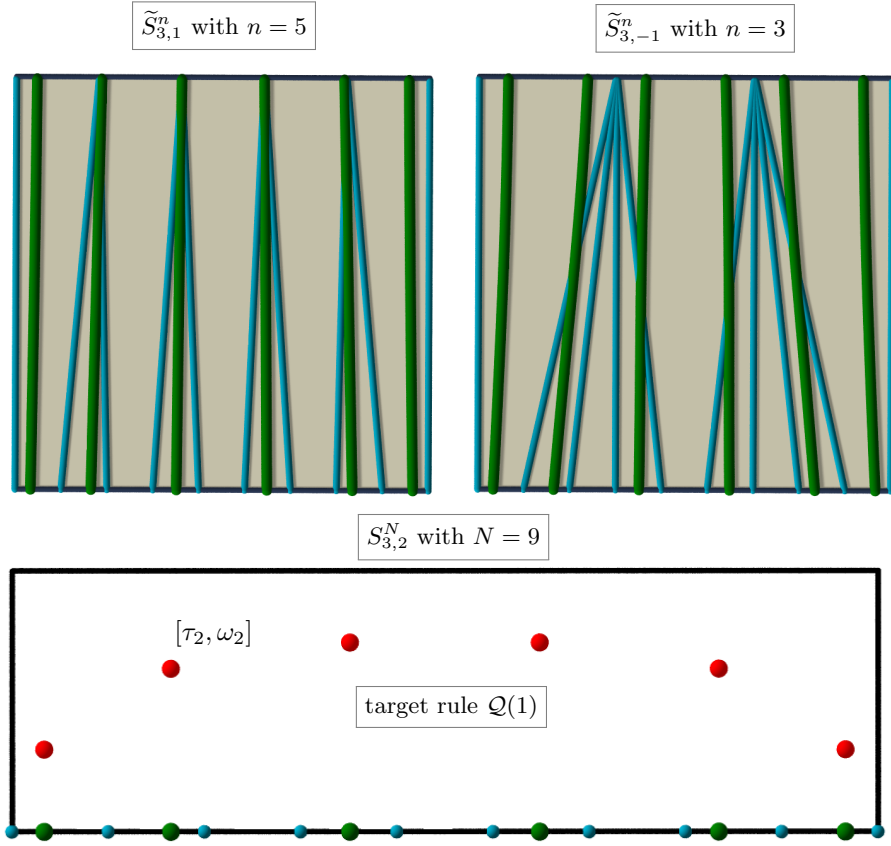 $\widetilde{S}^n_{3,1}$ with $n = 5$
$\widetilde{S}^n_{3,-1}$ with $n = 3$
$S^N_{3,2}$ with $N = 9$
$[\tau_2, \omega_2]$
target rule $\mathcal{Q}(1)$